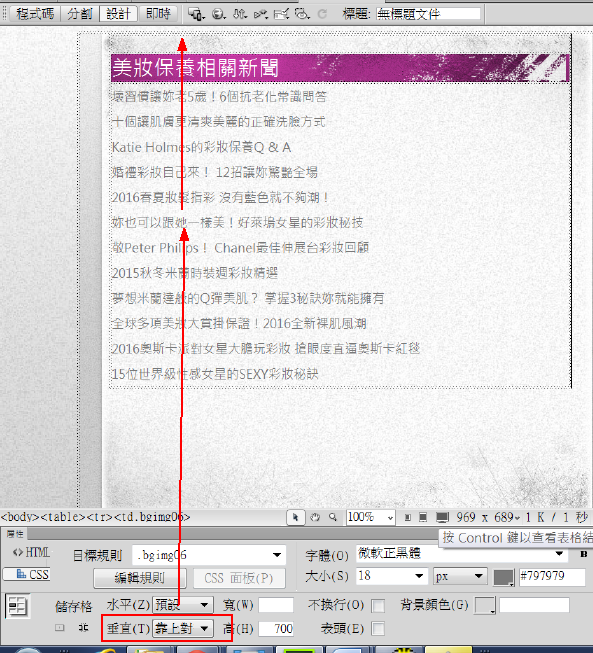 程式碼 分割 設計 即時 標題: 無標題文件
美妝保養相關新聞
壞習慣讓妳老5歲！6個抗老化常識問答
十個讓肌膚更清爽美麗的正確洗臉方式
Katie Holmes的彩妝保養Q & A
婚禮彩妝自己來！ 12招讓妳驚艷全場
2016春夏妝髮指彩 沒有藍色就不夠潮！
妳也可以跟她一樣美！好萊塢女星的彩妝秘技
敬Peter Philips！ Chanel最佳伸展台彩妝回顧
2015秋冬米蘭時裝週彩妝精選
夢想米蘭達般的Q彈美肌？ 掌握3秘訣妳就能擁有
全球多項美妝大賞掛保證！2016全新裸肌風潮
2016奧斯卡派對女星大膽玩彩妝 搶眼度直逼奧斯卡紅毯
15位世界級性感女星的SEXY彩妝秘訣
<body><table><tr><td.bgimg06> 100% 969 x 689 1 K / 1 秒
按 Control 鍵以查看表格結
屬性
<>HTML 目標規則 .bgimg06 字體(O) 微軟正黑體
CSS 編輯規則 CSS 面板(P) 大小(S) 18 px #797979 B
儲存格 水平(Z) 預設 寬(W) 不換行(O) 背景顏色(G)
垂直(T) 靠上對 高(H) 700 表頭(E)